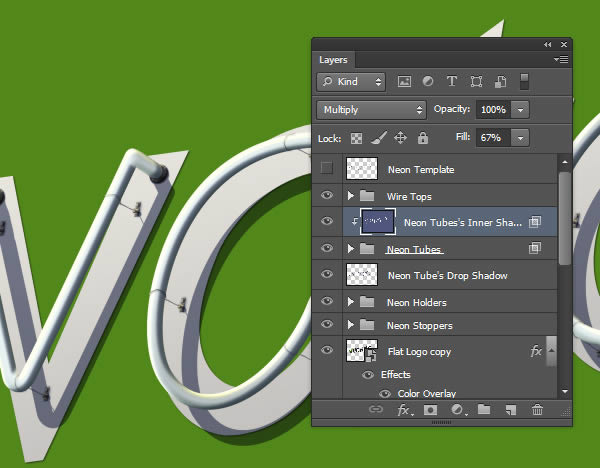 Layers
Kind
Multiply
Opacity: 100%
Lock:
Fill: 67%
Neon Template
Wire Tops
Neon Tubes's Inner Sha...
Neon Tubes
Neon Tube's Drop Shadow
Neon Holders
Neon Stoppers
Flat Logo copy
fx
Effects
Color Overlay
fx